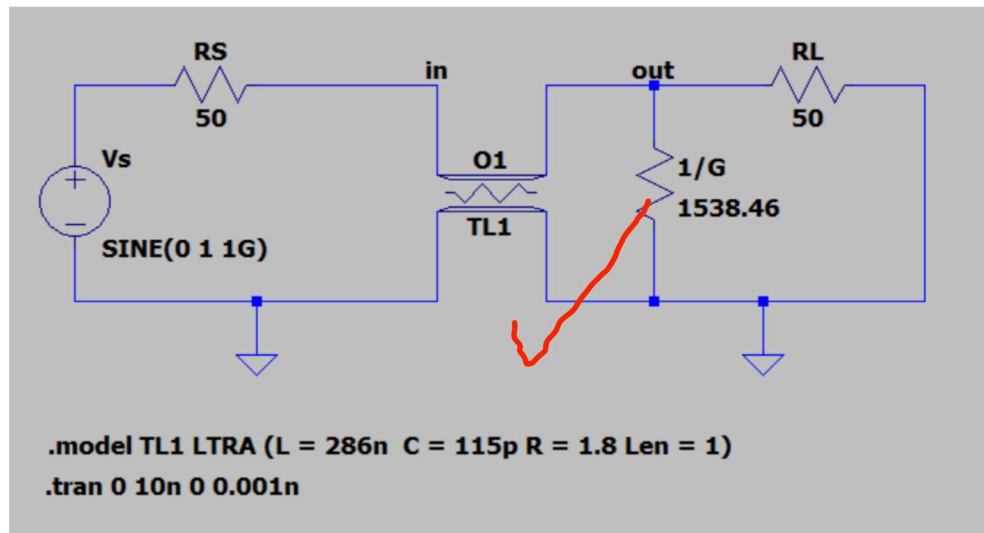 RS
50
in
out
RL
50
Vs
SINE(0 1 1G)
O1
TL1
1/G
1538.46
.model TL1 LTRA (L = 286n C = 115p R = 1.8 Len = 1)
.tran 0 10n 0 0.001n